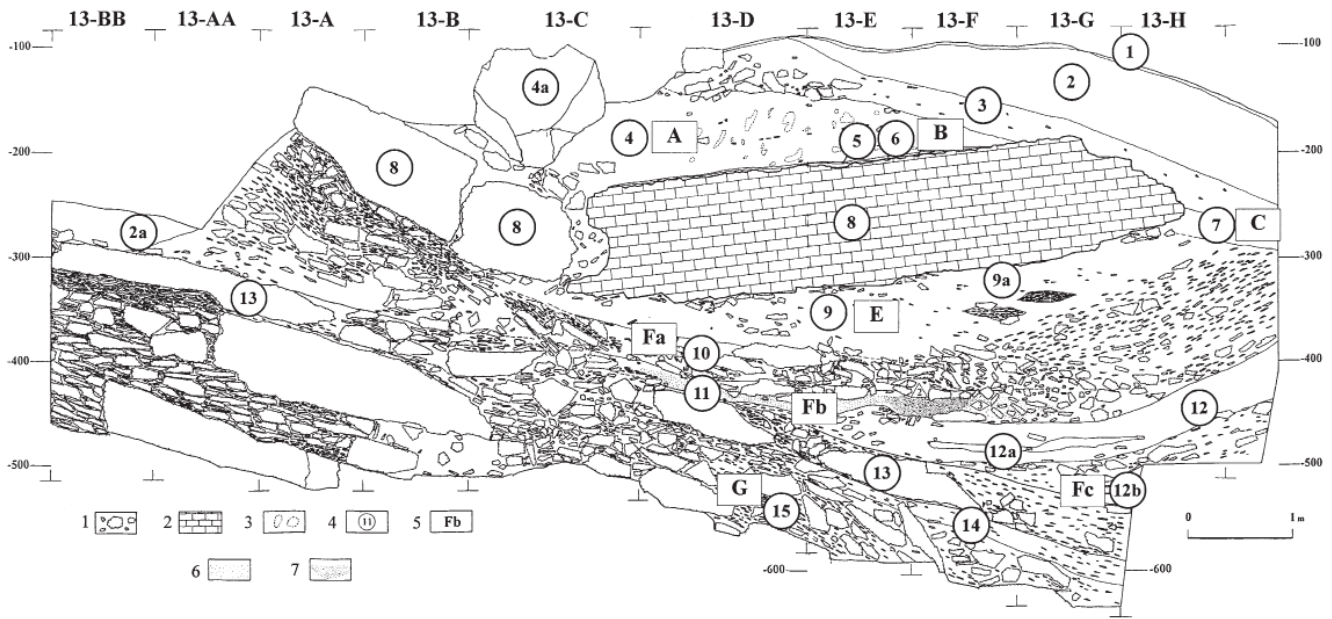 13-BB 13-AA 13-A 13-B 13-C 13-D 13-E 13-F 13-G 13-H
-100 -100
1
4a 2
3
4 A 5 6 B
8
-200 -200
8 8 7 C
2a
-300 -300
9a
13 9 E
Fa
10
-400 -400
11
Fb 12
12a
-500 13 -500
G Fc 12b
15 14
1 2 3 4 11 5 Fb 0 1 m
6 7 -600 -600